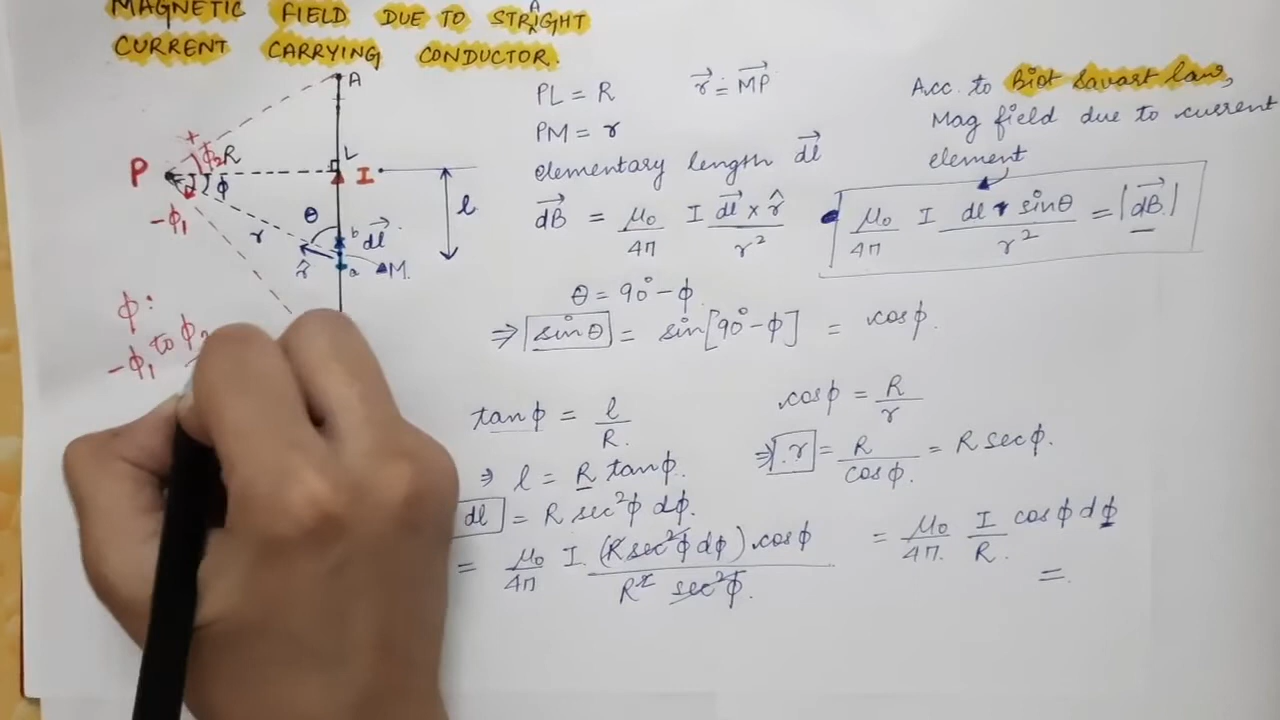 MAGNETIC FIELD DUE TO STRAIGHT
CURRENT CARRYING CONDUCTOR.
A
P
+
ϕ₂
R
L
I
ϕ
-ϕ₁
θ
r
b
dl⃗
r̂
a
M.
l
ϕ:
-ϕ₁ to ϕ₂
PL = R r⃗ = MP⃗
PM = r
elementary length dl⃗
dB⃗ = μ₀/4π I dl⃗ × r̂/r²
Acc. to Biot Savart law,
Mag field due to current
element
μ₀/4π I dl sinθ/r² = |dB⃗|
θ = 90° - ϕ
⇒ sinθ = sin[90° - ϕ] = cosϕ.
tanϕ = l/R.
⇒ l = R tanϕ.
dl = R sec²ϕ dϕ.
cosϕ = R/r
⇒ r = R/cosϕ. = R secϕ.
= μ₀/4π I (R sec²ϕ dϕ) cosϕ/R² sec²ϕ. = μ₀/4π. I/R. cosϕ dϕ
=